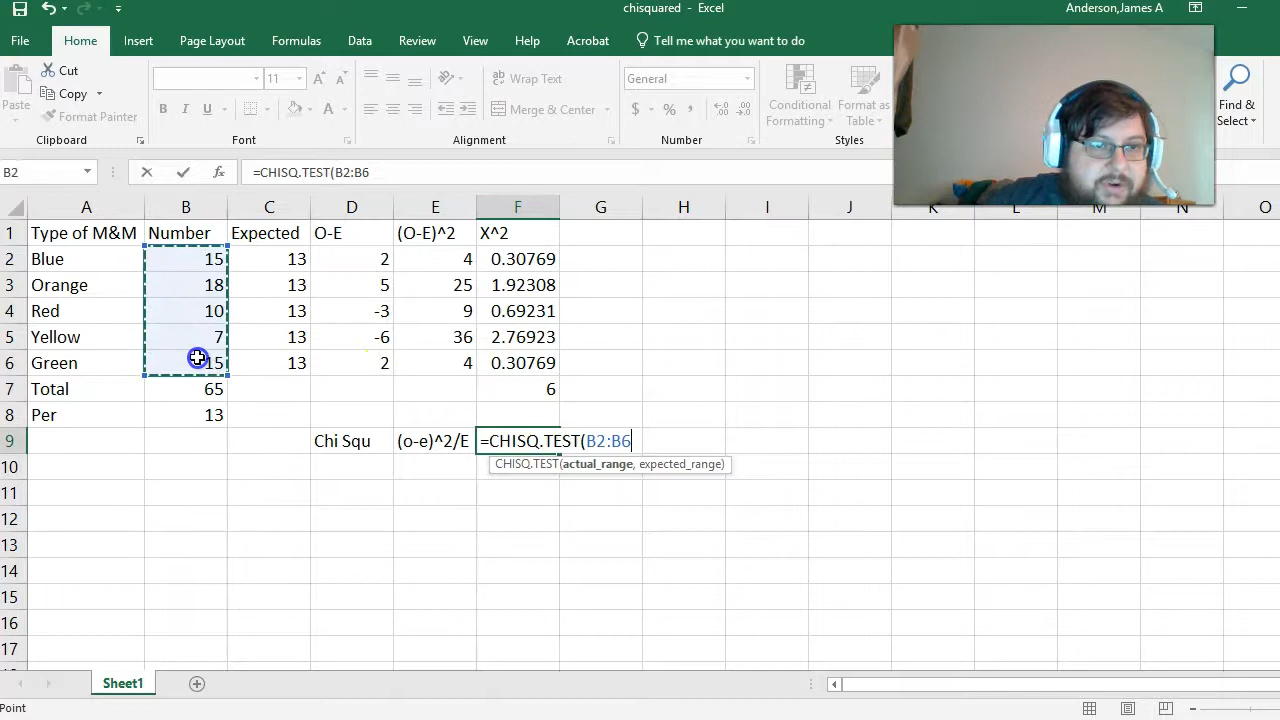 chisquared - Excel
Anderson,James A
File Home Insert Page Layout Formulas Data Review View Help Acrobat Tell me what you want to do
Paste
Cut
Copy
Format Painter
Clipboard
11
A A
B I U
A
Font
ab Wrap Text
Merge & Center
Alignment
General
$ % , .00
Number
Conditional Formatting
Format as Table
Styles
Find & Select
B2 fx =CHISQ.TEST(B2:B6
A B C D E F G H I J K L M N O
1 Type of M&M Number Expected O-E (O-E)^2 X^2
2 Blue 15 13 2 4 0.30769
3 Orange 18 13 5 25 1.92308
4 Red 10 13 -3 9 0.69231
5 Yellow 7 13 -6 36 2.76923
6 Green 15 13 2 4 0.30769
7 Total 65 6
8 Per 13
9 Chi Squ (o-e)^2/E =CHISQ.TEST(B2:B6
CHISQ.TEST(actual_range, expected_range)
10
11
12
13
14
15
16
17
Sheet1
Point